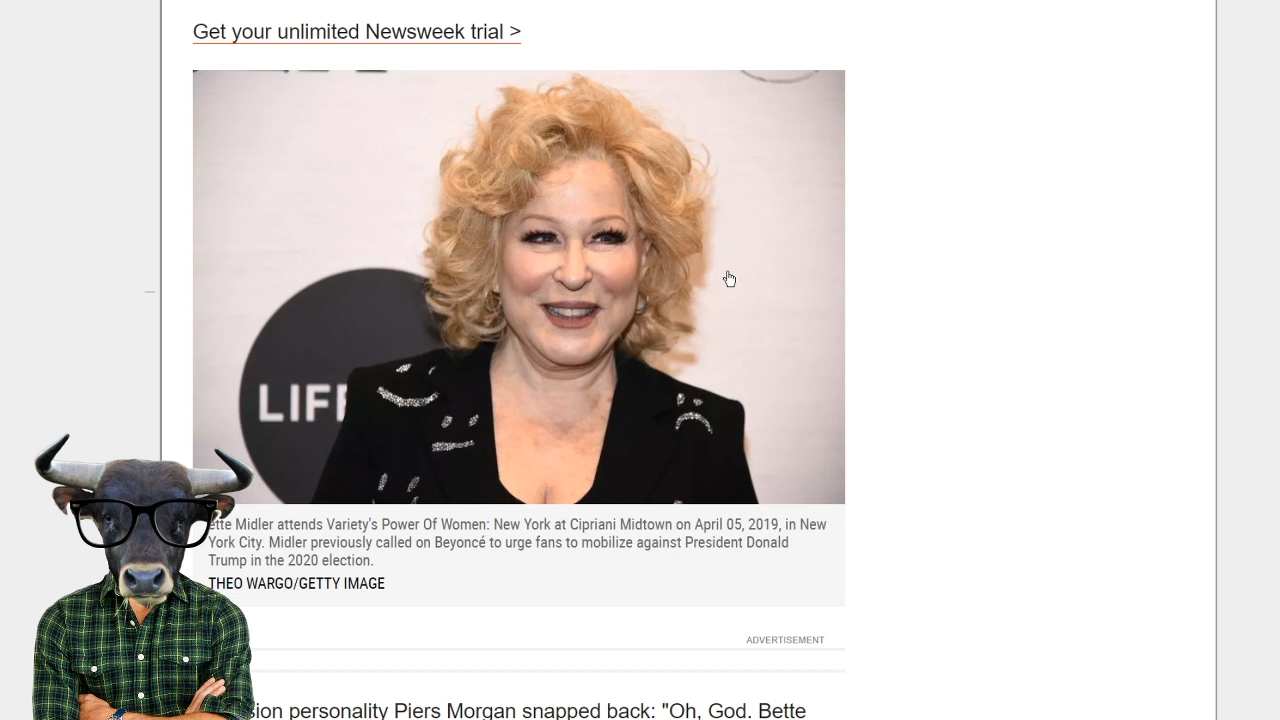 Get your unlimited Newsweek trial >
LIFE
ette Midler attends Variety's Power Of Women: New York at Cipriani Midtown on April 05, 2019, in New
York City. Midler previously called on Beyoncé to urge fans to mobilize against President Donald
Trump in the 2020 election.
THEO WARGO/GETTY IMAGE
ADVERTISEMENT
sion personality Piers Morgan snapped back: "Oh, God. Bette